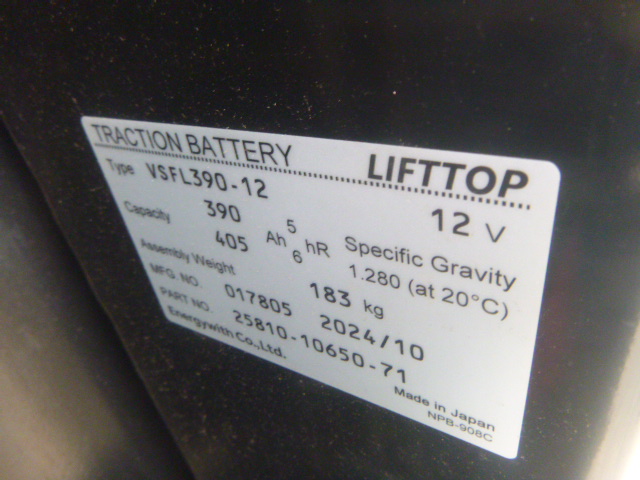 TRACTION BATTERY LIFTTOP
Type VSFL390-12 12 V
Capacity 390 Ah 5 hR Specific Gravity
405 6 1.280 (at 20°C)
Assembly Weight 183 kg
MFG. NO. 017805 2024/10
PART NO. 25810-10650-71
Energywith Co.,Ltd. Made in Japan
NPB-908C